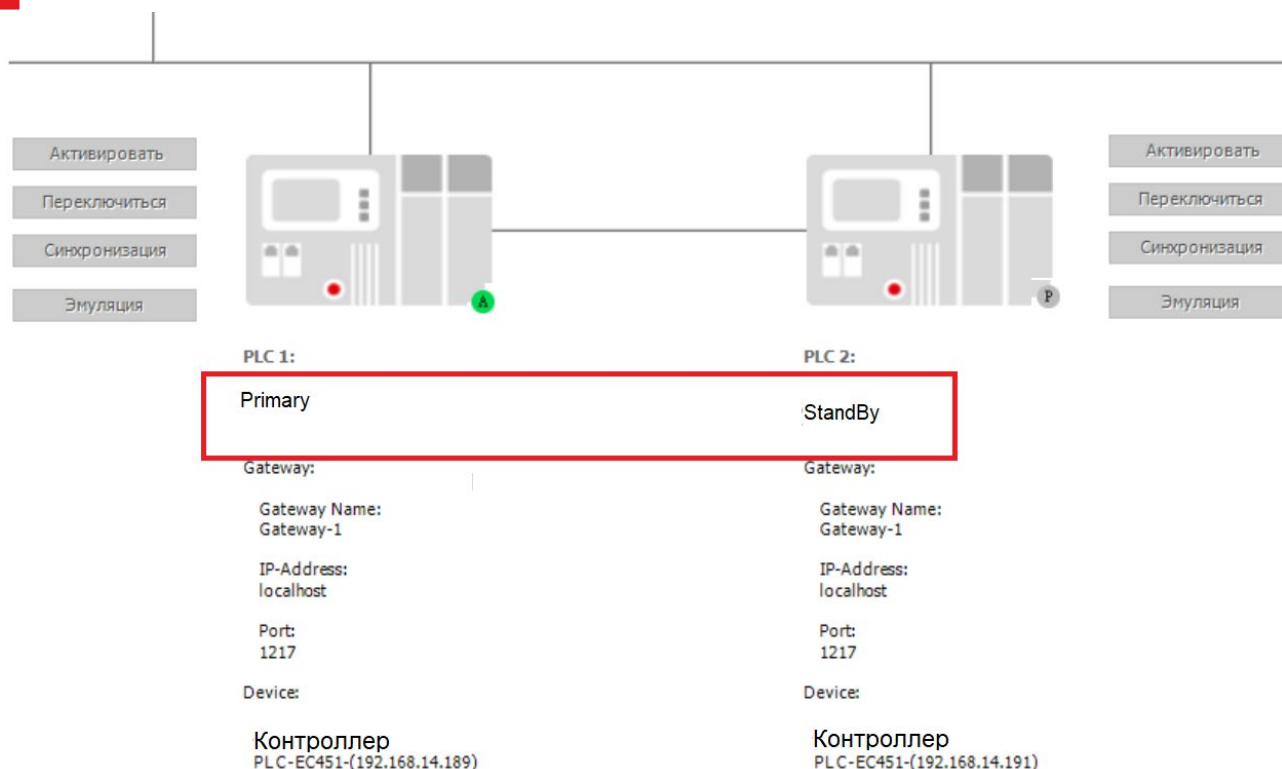 Активировать
Переключиться
Синхронизация
Эмуляция
A
PLC 1:
Primary
Gateway:
Gateway Name:
Gateway-1
IP-Address:
localhost
Port:
1217
Device:
Контроллер
PLC-EC451-(192.168.14.189)
P
PLC 2:
StandBy
Gateway:
Gateway Name:
Gateway-1
IP-Address:
localhost
Port:
1217
Device:
Контроллер
PLC-EC451-(192.168.14.191)
Активировать
Переключиться
Синхронизация
Эмуляция